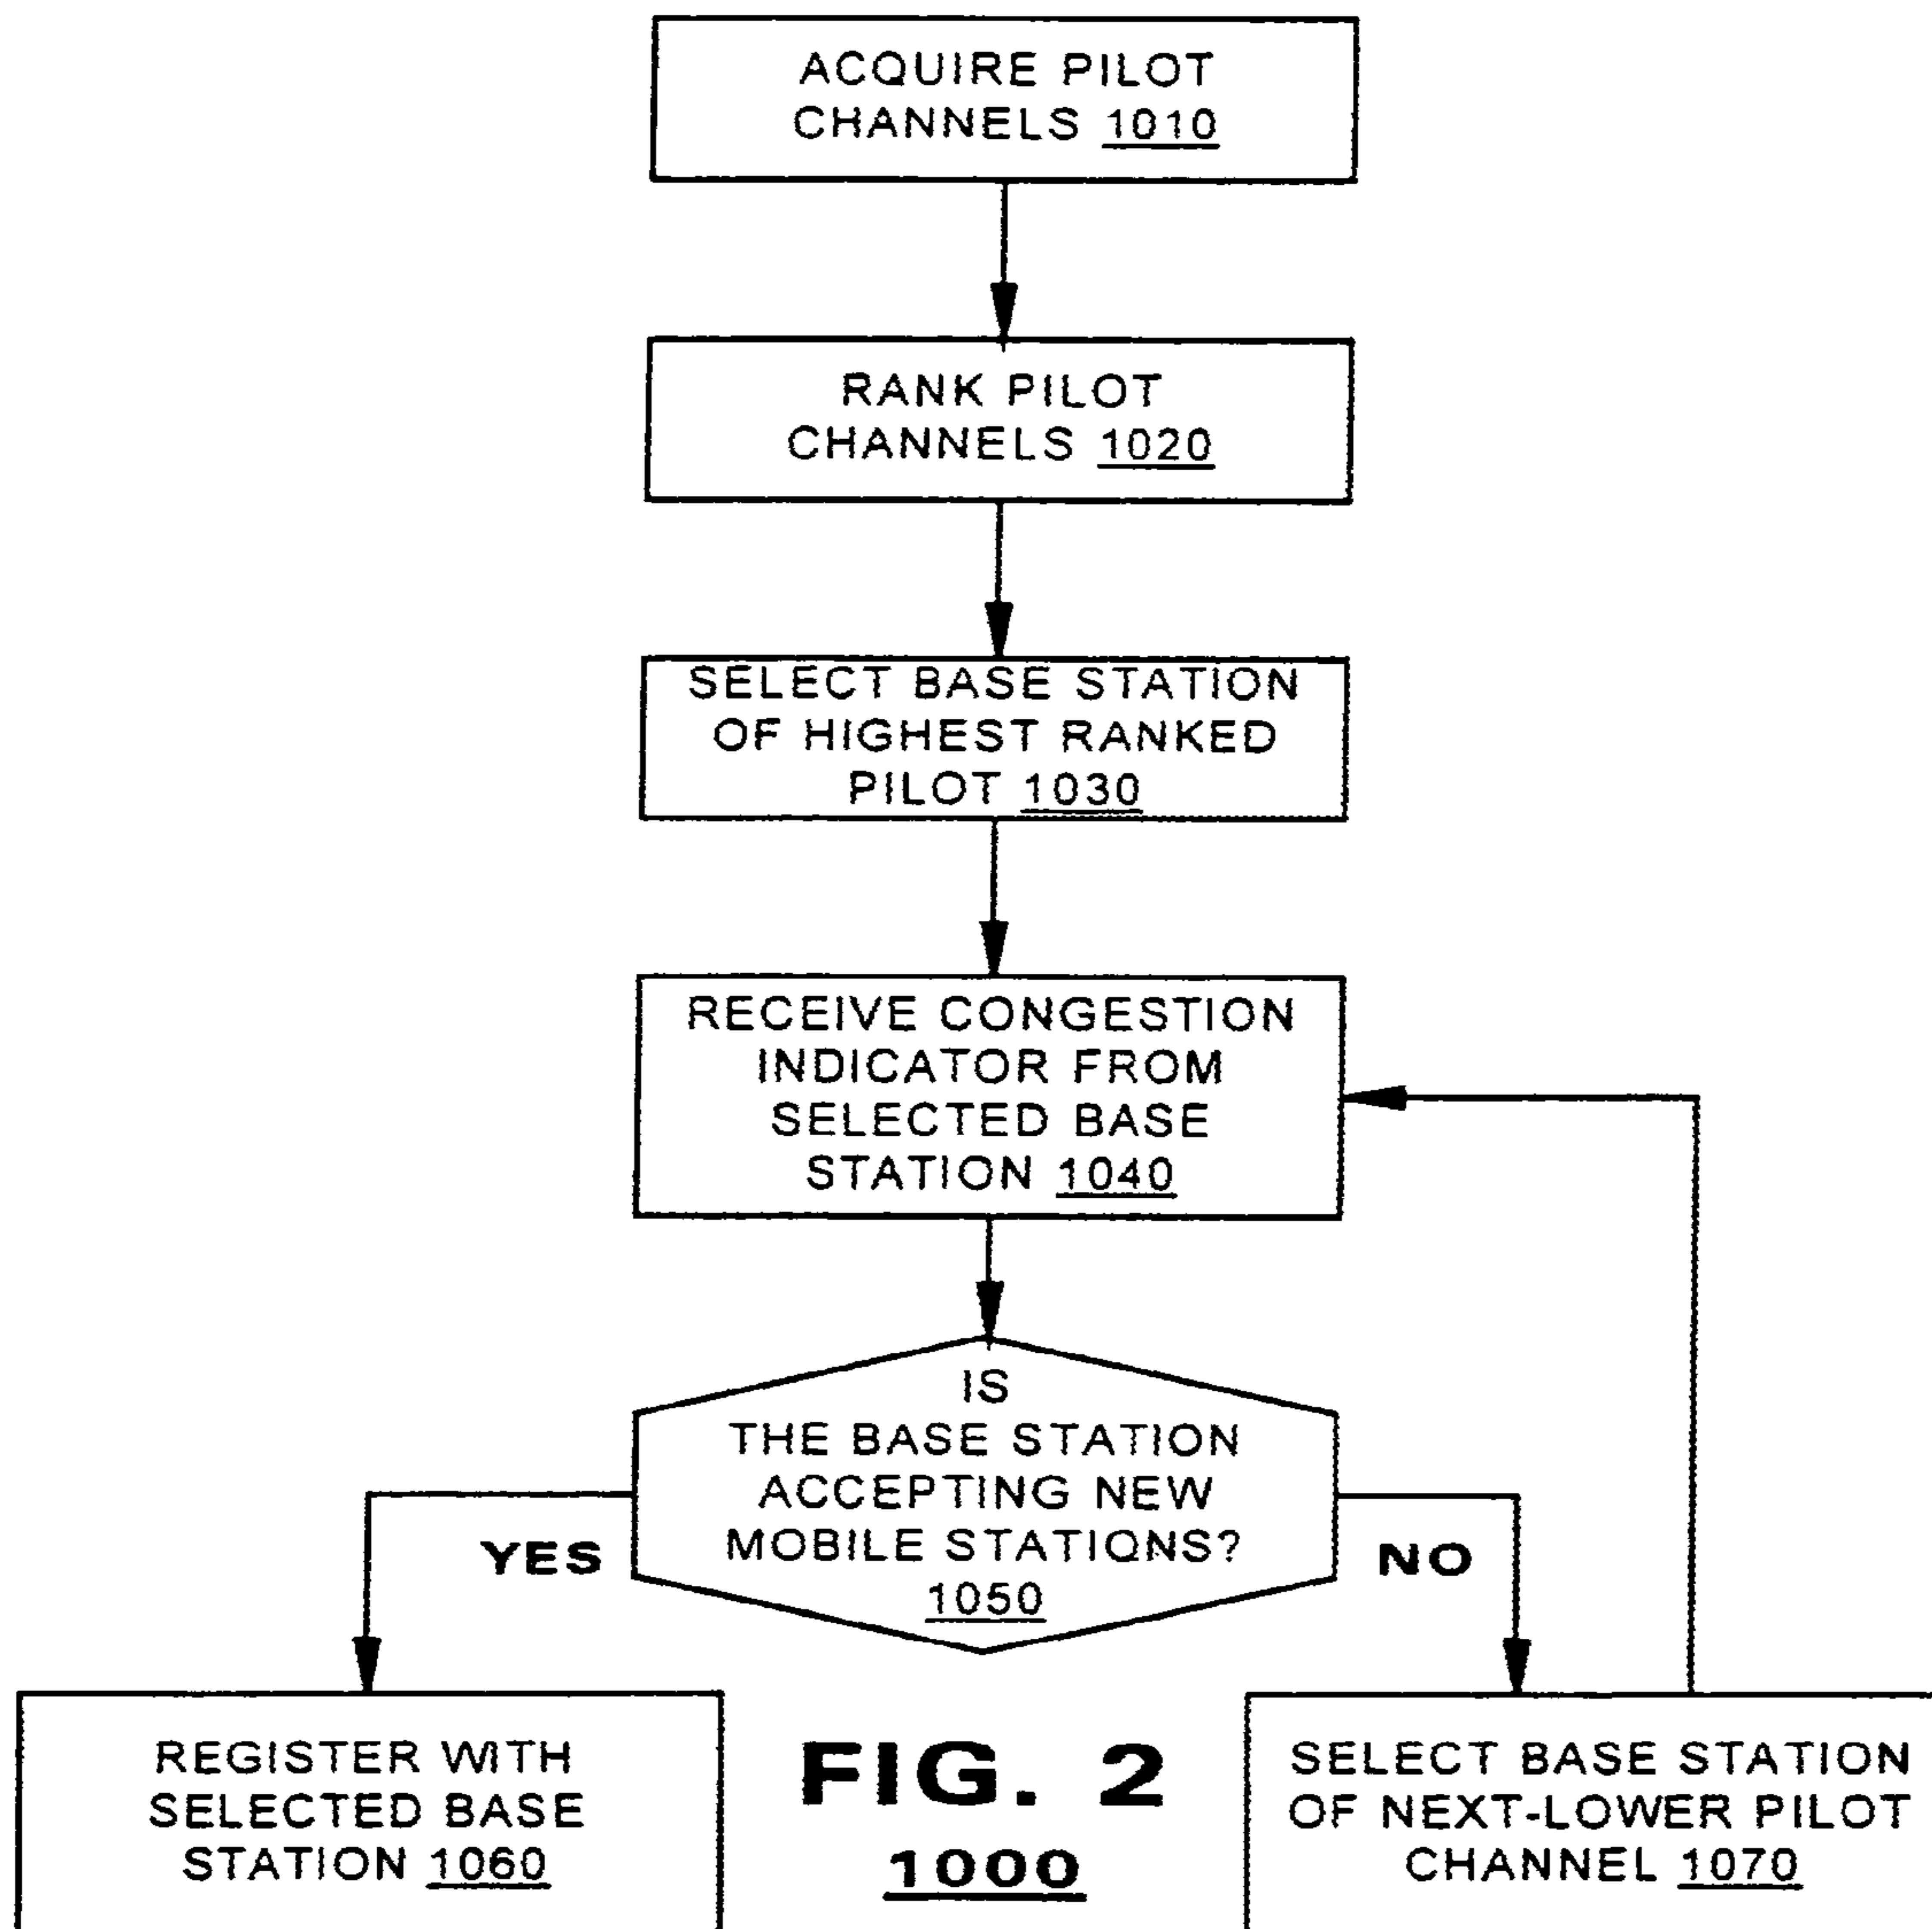 ACQUIRE PILOT
CHANNELS 1010
RANK PILOT
CHANNELS 1020
SELECT BASE STATION
OF HIGHEST RANKED
PILOT 1030
RECEIVE CONGESTION
INDICATOR FROM
SELECTED BASE
STATION 1040
IS
THE BASE STATION
ACCEPTING NEW
MOBILE STATIONS?
1050
YES
NO
REGISTER WITH
SELECTED BASE
STATION 1060
FIG. 2
1000
SELECT BASE STATION
OF NEXT-LOWER PILOT
CHANNEL 1070